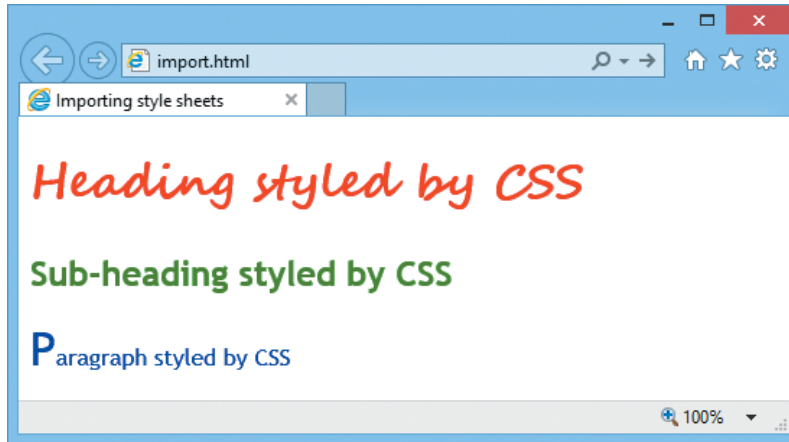 import.html
Importing style sheets
Heading styled by CSS
Sub-heading styled by CSS
Paragraph styled by CSS
100%